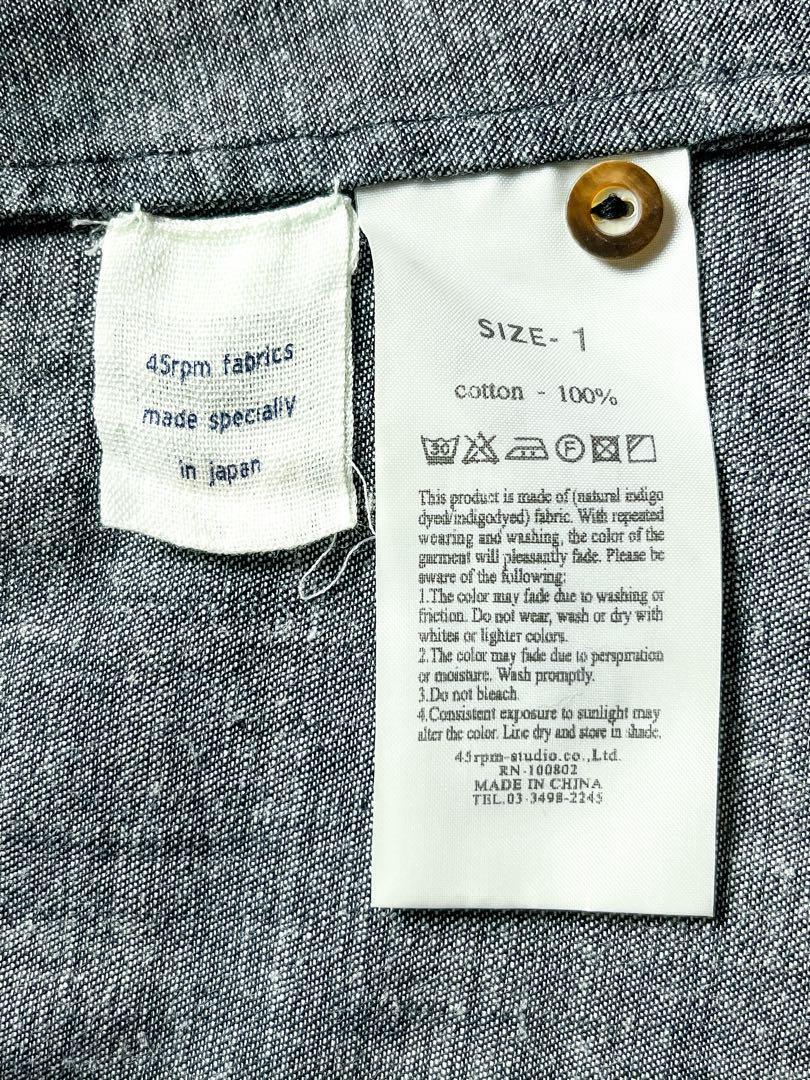 45rpm fabrics
made specially
in japan
SIZE- 1
cotton - 100%
30
F
This product is made of (natural indigo
dyed/indigodyed) fabric. With repeated
wearing and washing, the color of the
garment will pleasantly fade. Please be
aware of the following:
1.The color may fade due to washing or
friction. Do not wear, wash or dry with
whites or lighter colors.
2.The color may fade due to perspiration
or moisture. Wash promptly.
3.Do not bleach.
4.Consistent exposure to sunlight may
alter the color. Line dry and store in shade.
45rpm-studio.co.,Ltd.
RN-100802
MADE IN CHINA
TEL.03-3498-2245